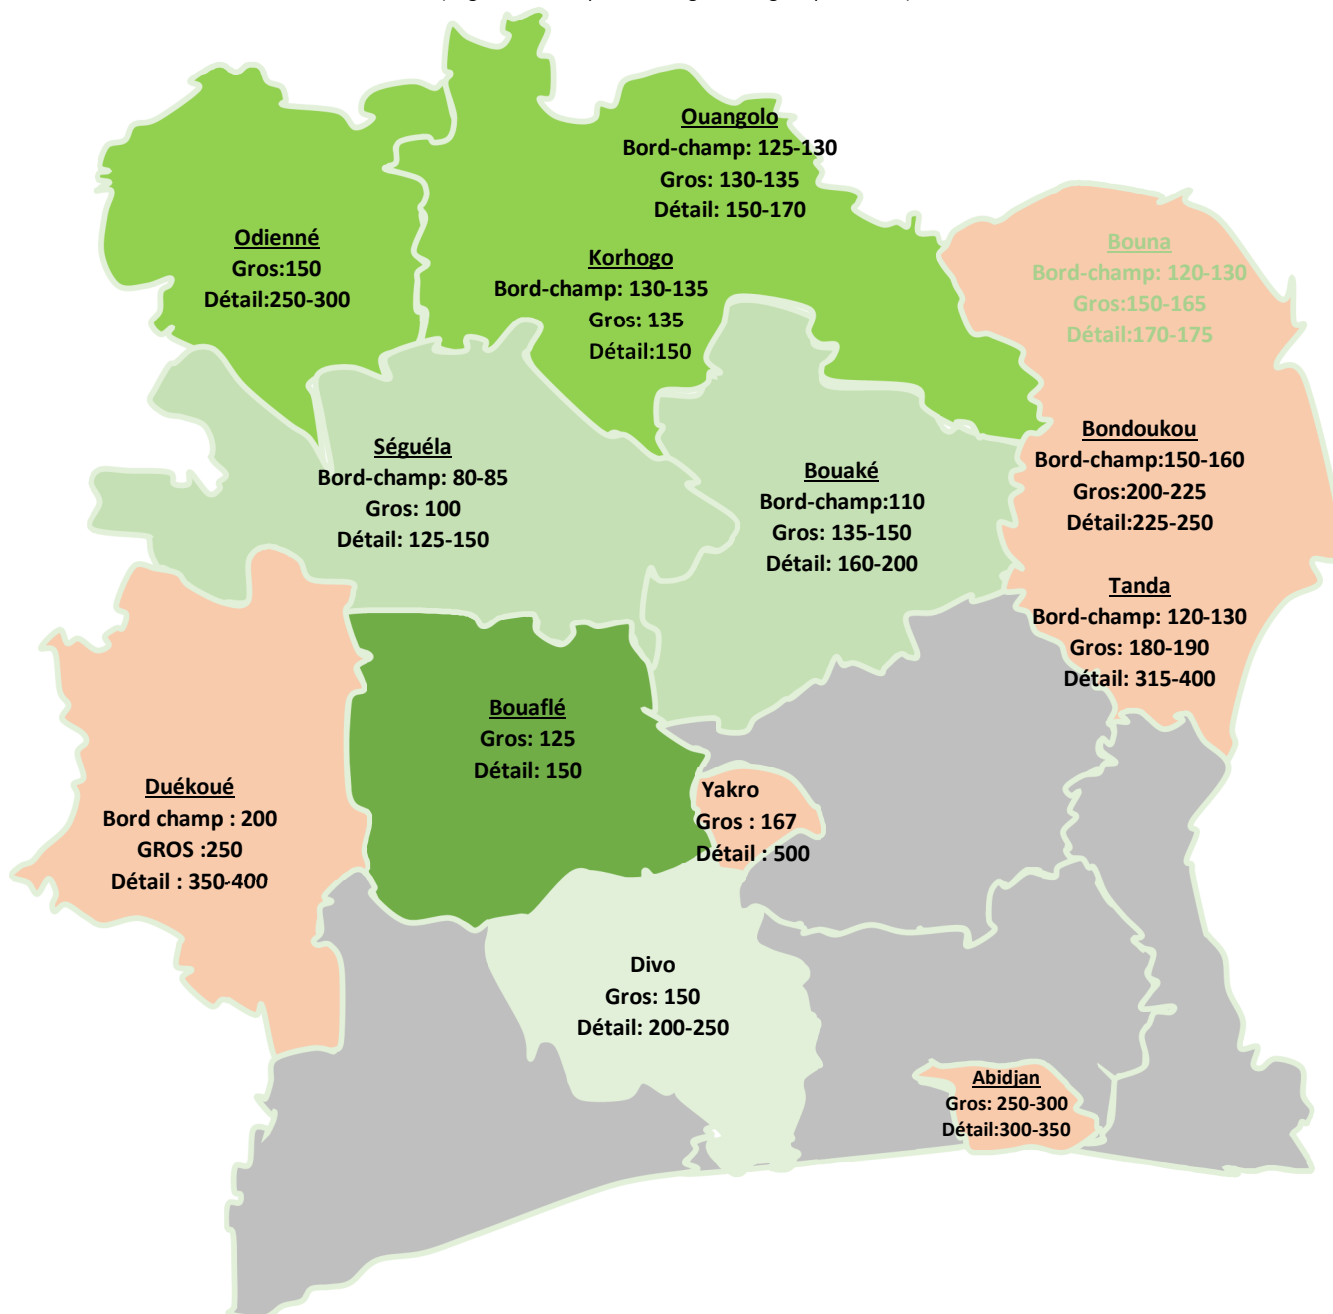 Ouangolo
Bord-champ: 125-130
Gros: 130-135
Détail: 150-170
Bouna
Bord-champ: 120-130
Gros:150-165
Détail:170-175
Odienné
Gros:150
Détail:250-300
Korhogo
Bord-champ: 130-135
Gros: 135
Détail:150
Séguéla
Bord-champ: 80-85
Gros: 100
Détail: 125-150
Bouaké
Bord-champ:110
Gros: 135-150
Détail: 160-200
Bondoukou
Bord-champ:150-160
Gros:200-225
Détail:225-250
Tanda
Bord-champ: 120-130
Gros: 180-190
Détail: 315-400
Bouaflé
Gros: 125
Détail: 150
Duékoué
Bord champ : 200
GROS :250
Détail : 350-400
Yakro
Gros : 167
Détail : 500
Divo
Gros: 150
Détail: 200-250
Abidjan
Gros: 250-300
Détail:300-350